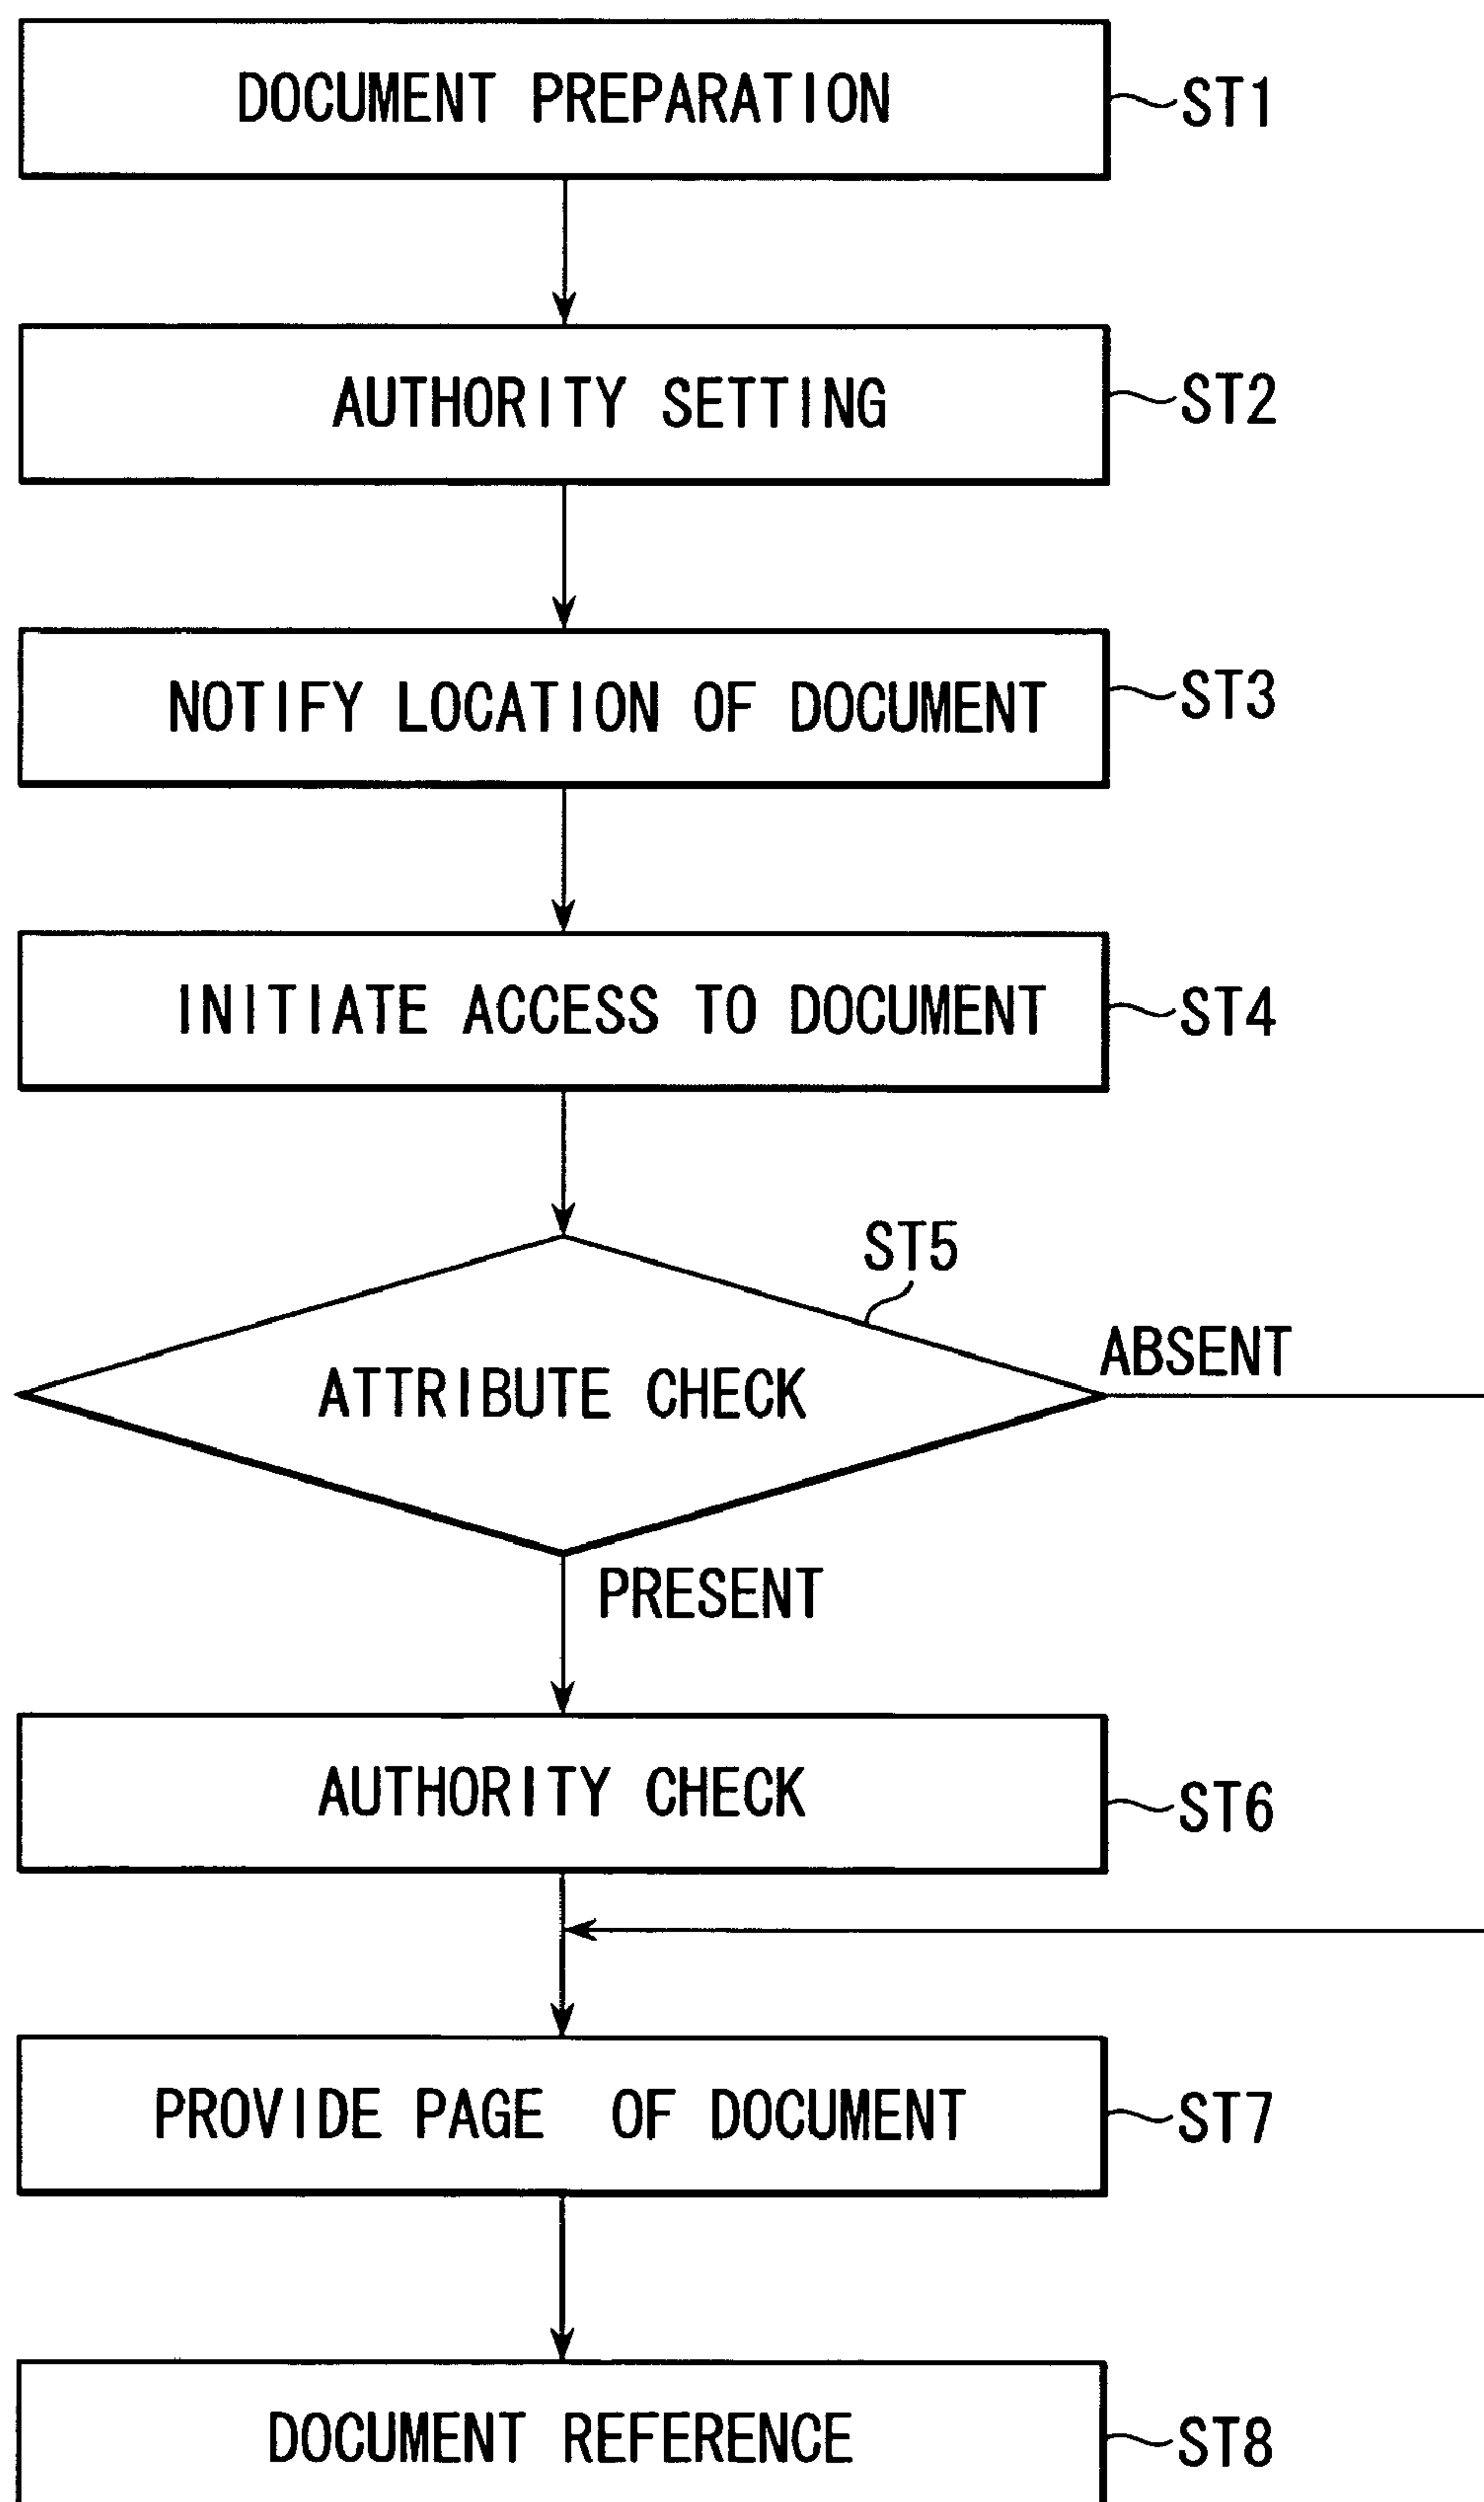 DOCUMENT PREPARATION
ST1
AUTHORITY SETTING
ST2
NOTIFY LOCATION OF DOCUMENT
ST3
INITIATE ACCESS TO DOCUMENT
ST4
ST5
ABSENT
ATTRIBUTE CHECK
PRESENT
AUTHORITY CHECK
ST6
PROVIDE PAGE OF DOCUMENT
ST7
DOCUMENT REFERENCE
ST8